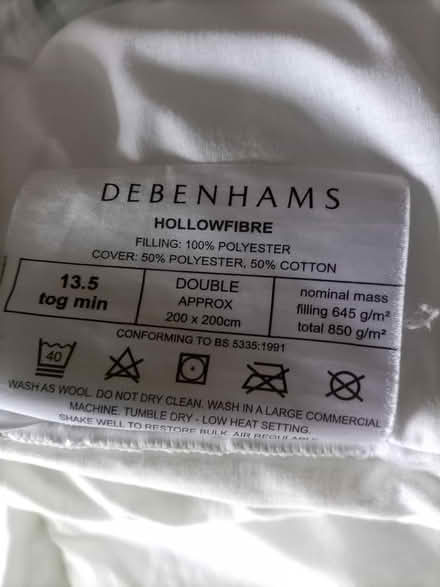 DEBENHAMS
HOLLOWFIBRE
FILLING: 100% POLYESTER
COVER: 50% POLYESTER, 50% COTTON
13.5
tog min
DOUBLE
APPROX
200 x 200cm
nominal mass
filling 645 g/m²
total 850 g/m²
CONFORMING TO BS 5335:1991
40
WASH AS WOOL. DO NOT DRY CLEAN. WASH IN A LARGE COMMERCIAL
MACHINE. TUMBLE DRY - LOW HEAT SETTING.
SHAKE WELL TO RESTORE BULK. AIR